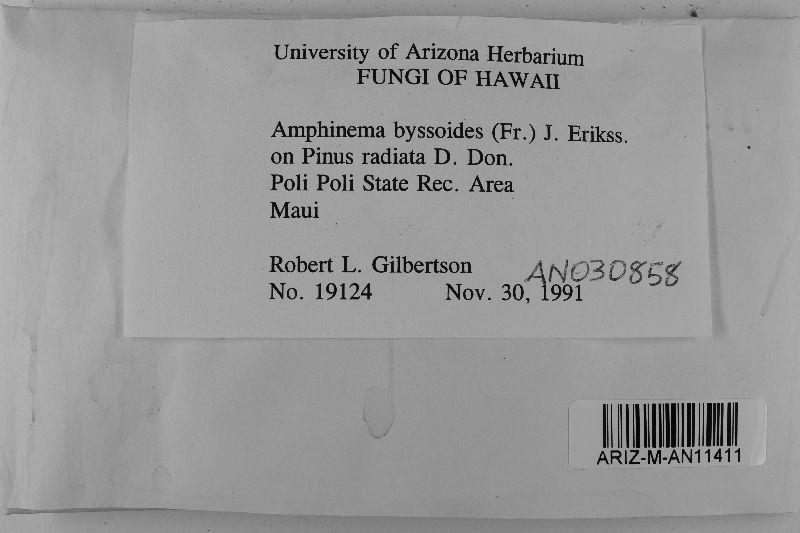 University of Arizona Herbarium
FUNGI OF HAWAII
Amphinema byssoides (Fr.) J. Erikss.
on Pinus radiata D. Don.
Poli Poli State Rec. Area
Maui
Robert L. Gilbertson AN030858
No. 19124 Nov. 30, 1991
ARIZ-M-AN11411